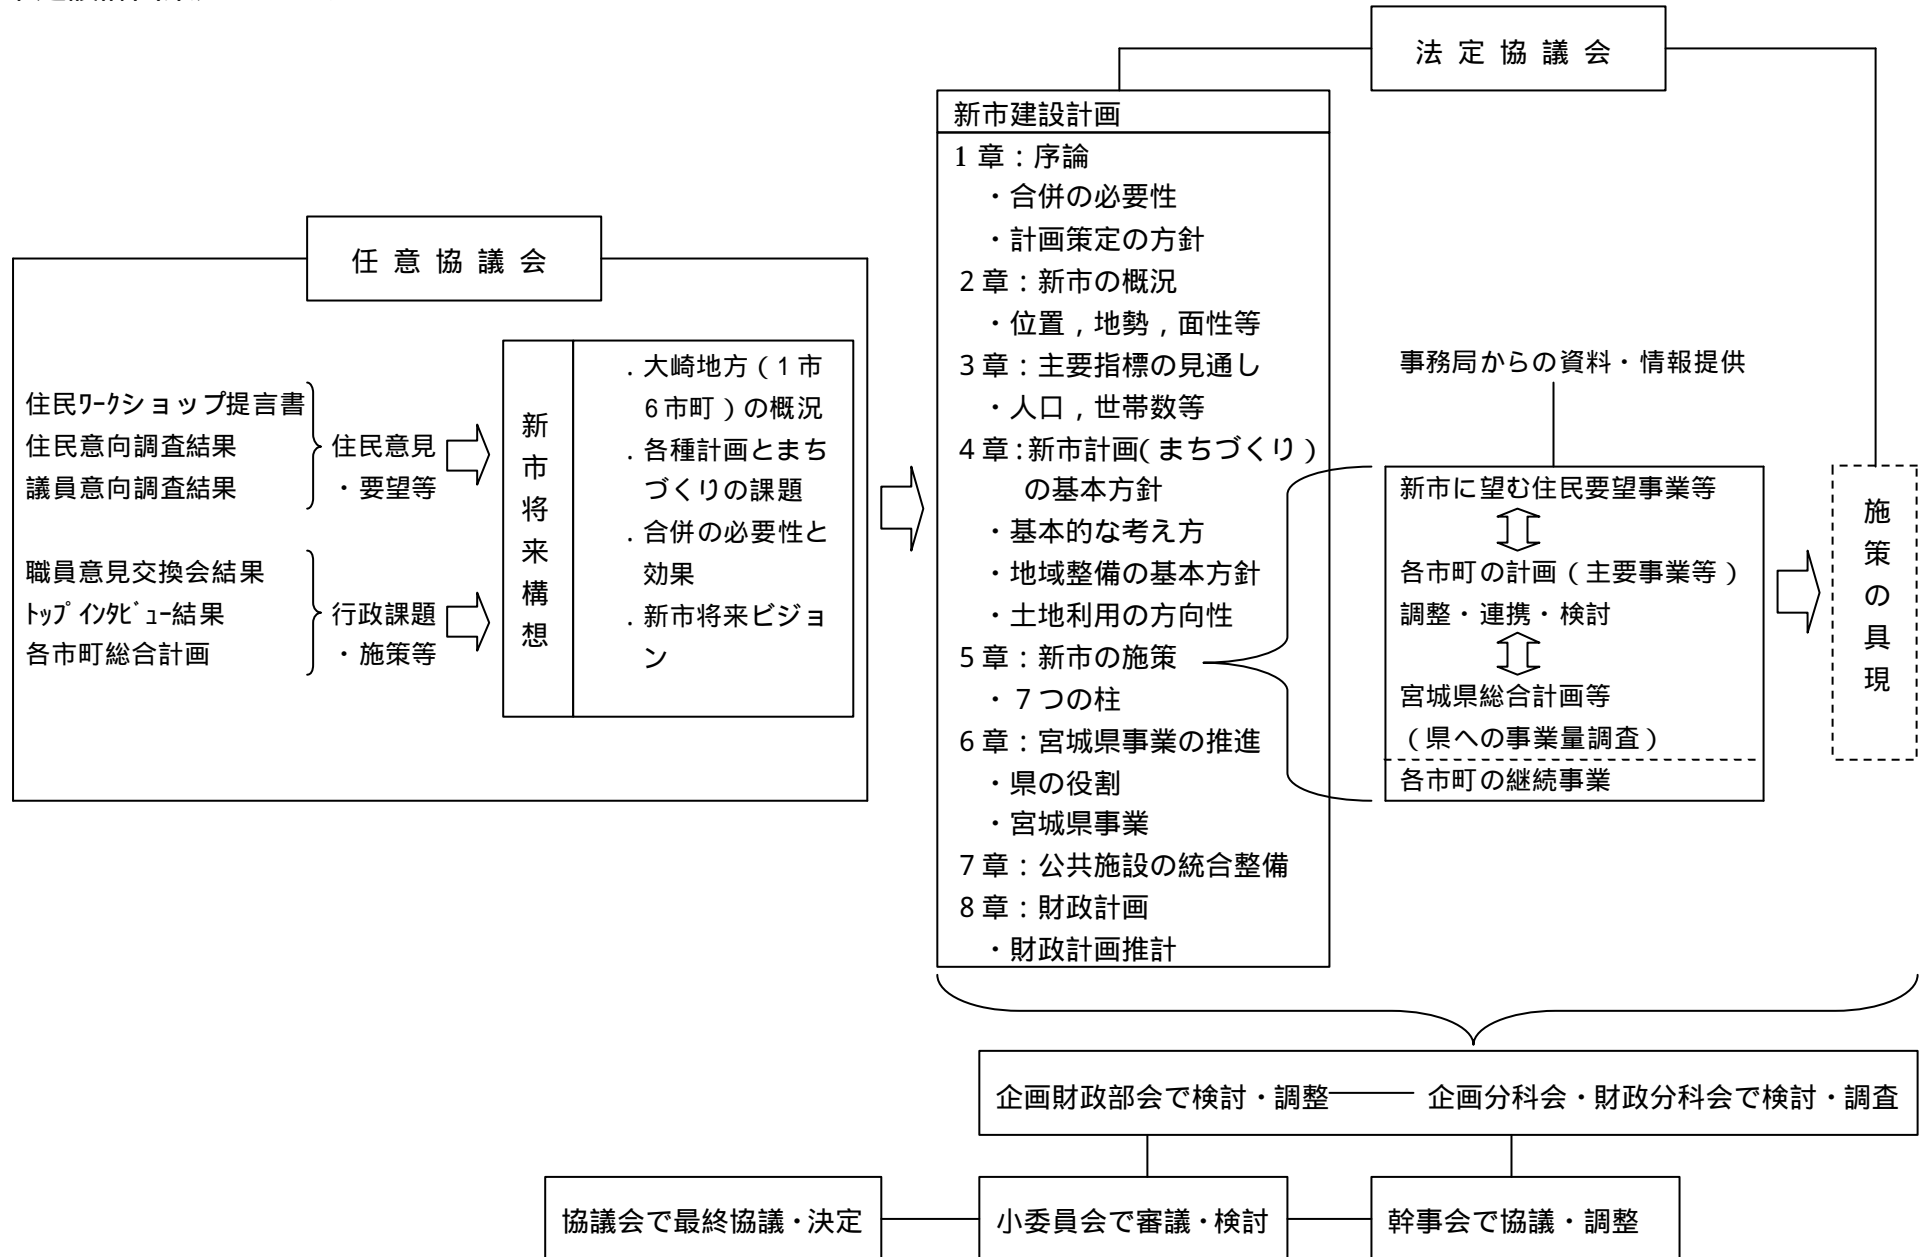 法定協議会
任意協議会
住民ﾜｰｸショップ提言書
住民意向調査結果
議員意向調査結果
住民意見
・要望等
職員意見交換会結果
ﾄｯﾌﾟｲﾝﾀﾋﾞｭｰ結果
各市町総合計画
行政課題
・施策等
新市将来構想
．大崎地方（１市
６市町）の概況
．各種計画とまち
づくりの課題
．合併の必要性と
効果
．新市将来ビジョ
ン
新市建設計画
1 章：序論
・合併の必要性
・計画策定の方針
２章：新市の概況
・位置，地勢，面性等
３章：主要指標の見通し
・人口，世帯数等
４章：新市計画（まちづくり）
の基本方針
・基本的な考え方
・地域整備の基本方針
・土地利用の方向性
５章：新市の施策
・７つの柱
６章：宮城県事業の推進
・県の役割
・宮城県事業
７章：公共施設の統合整備
８章：財政計画
・財政計画推計
事務局からの資料・情報提供
新市に望む住民要望事業等
各市町の計画（主要事業等）
調整・連携・検討
宮城県総合計画等
（県への事業量調査）
各市町の継続事業
施策の具現
企画財政部会で検討・調整 企画分科会・財政分科会で検討・調査
協議会で最終協議・決定 小委員会で審議・検討 幹事会で協議・調整